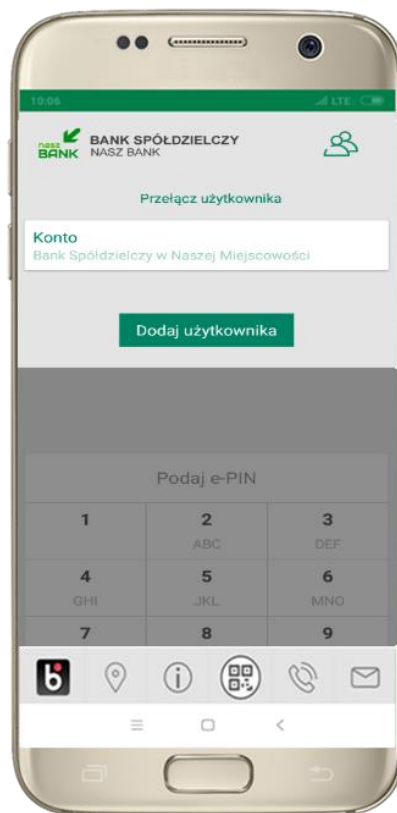 10:06 LTE
nasz BANK BANK SPÓŁDZIELCZY
NASZ BANK
Przełącz użytkownika
Konto
Bank Spółdzielczy w Naszej Miejscowości
Dodaj użytkownika
Podaj e-PIN
1 2 3
ABC DEF
4 5 6
GHI JKL MNO
7 8 9
b